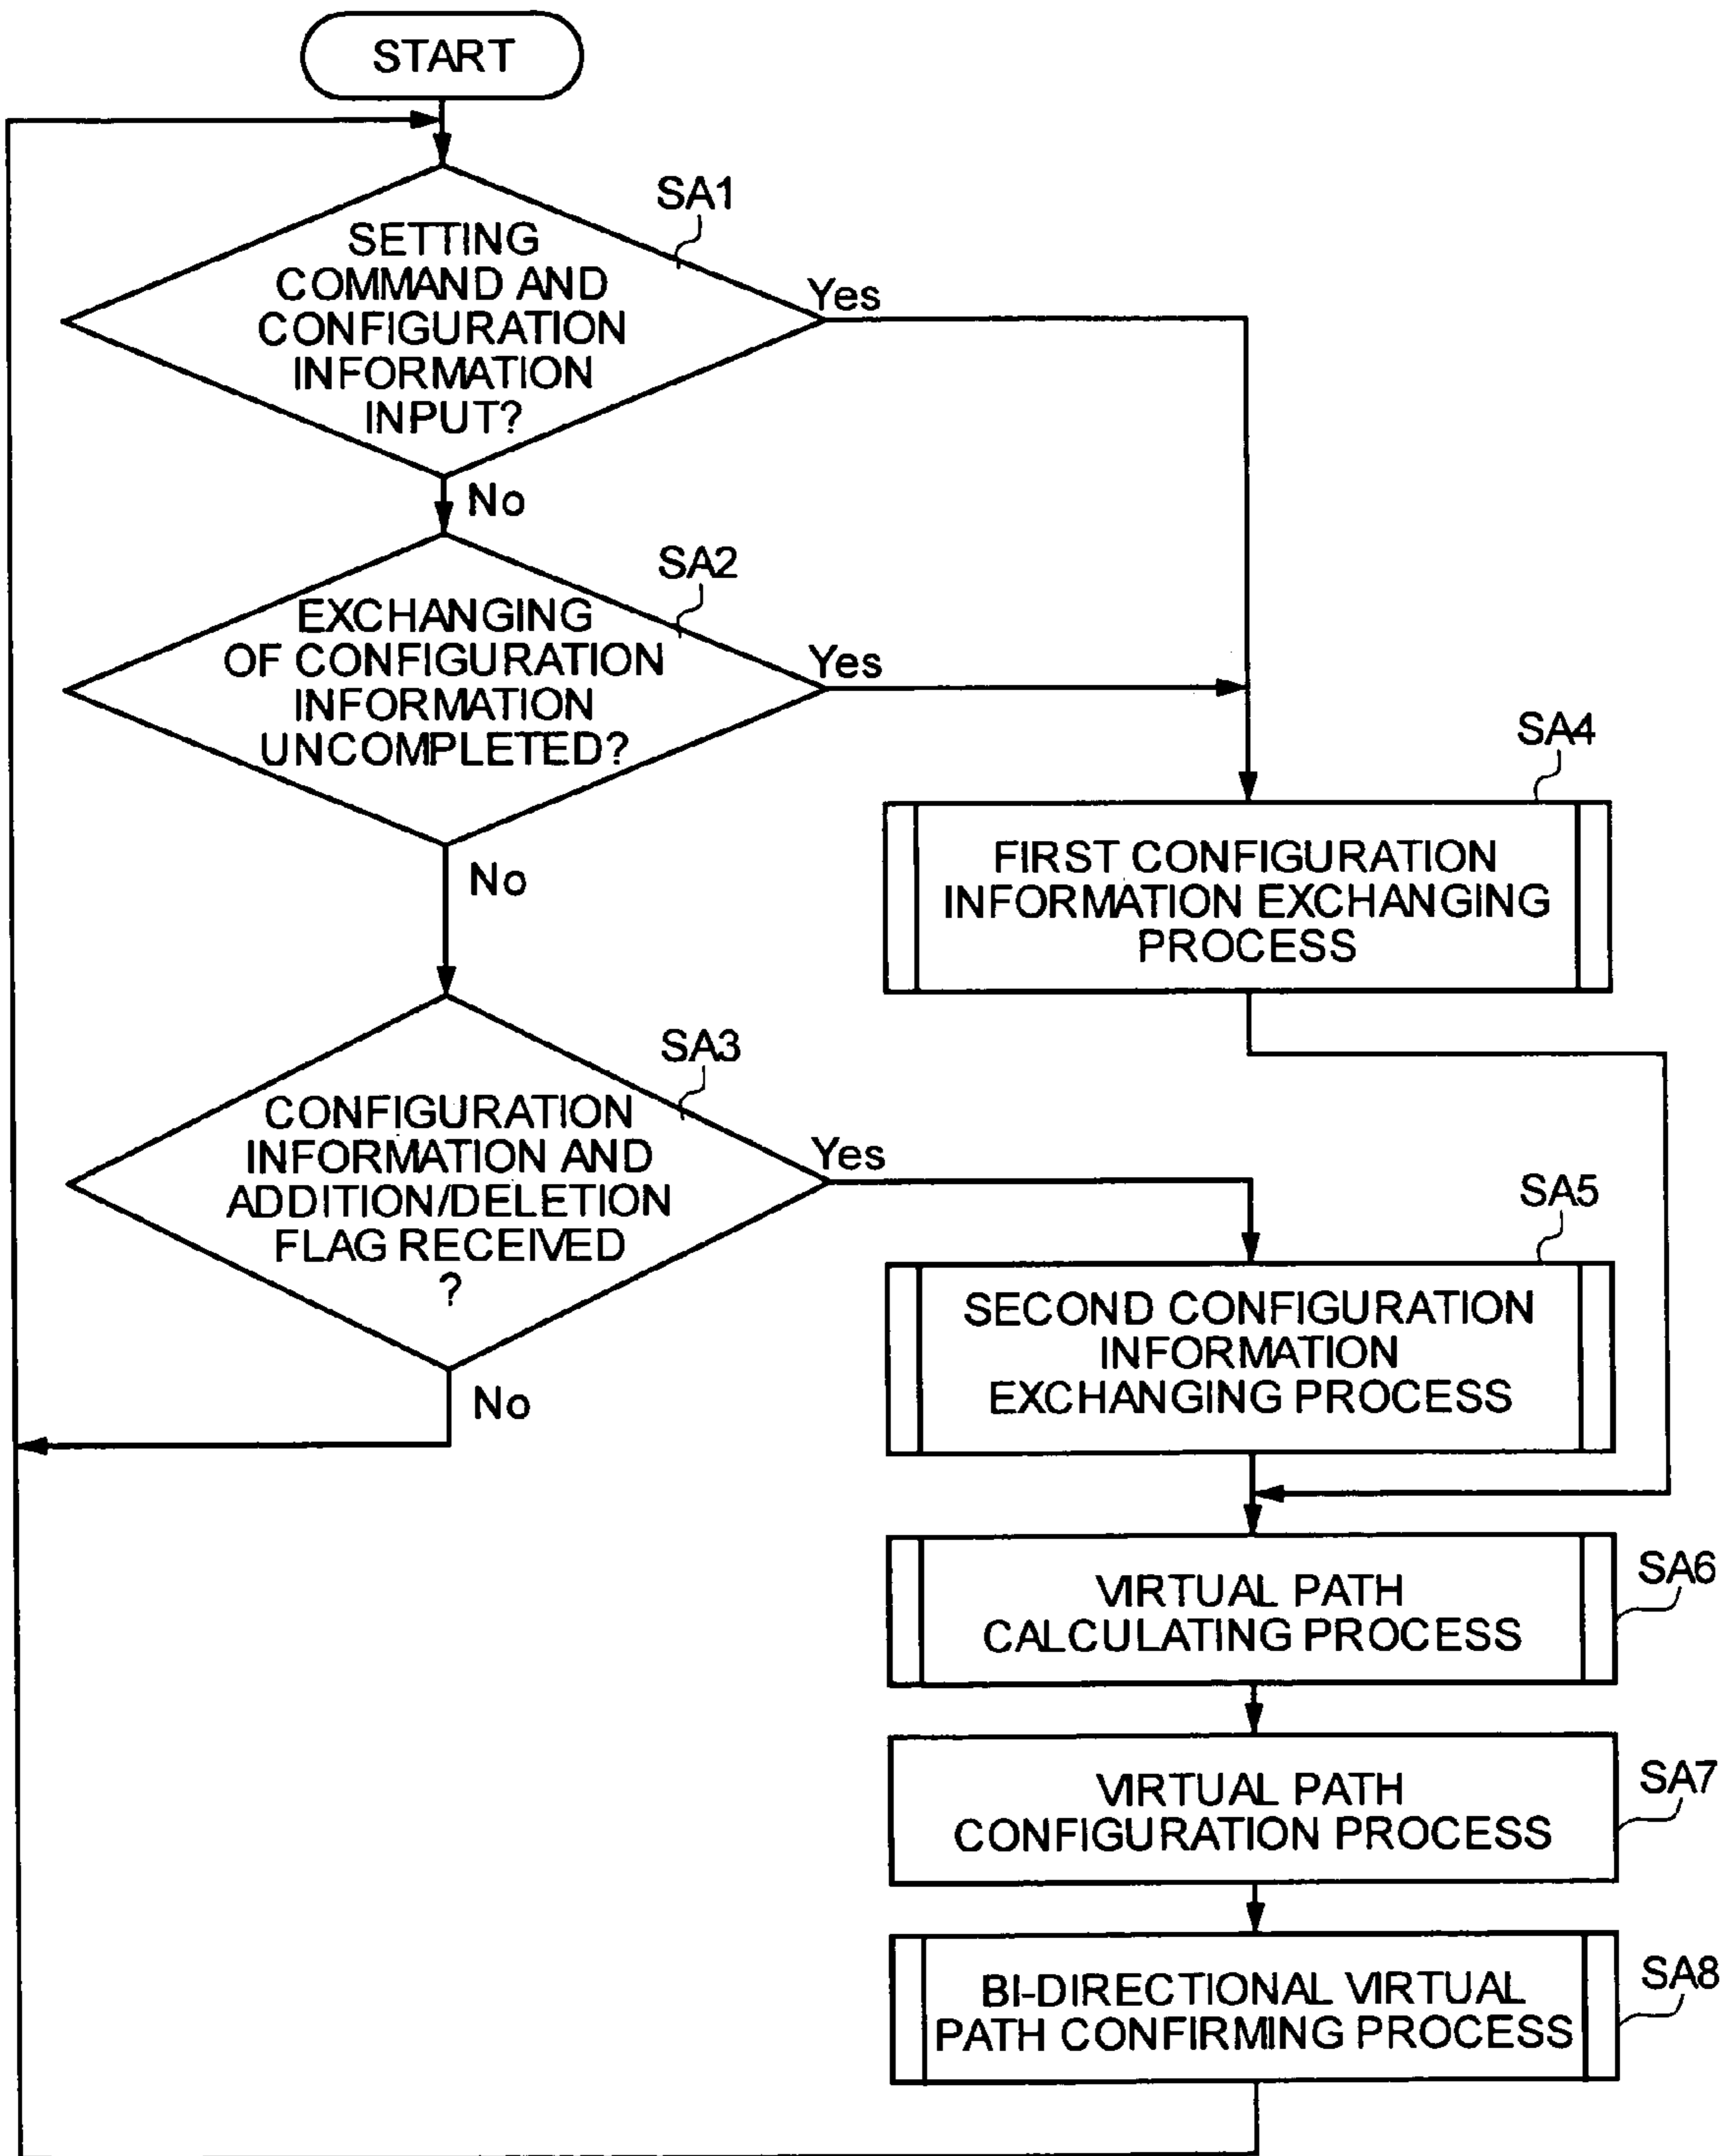 START
SA1
SETTING
COMMAND AND
CONFIGURATION
INFORMATION
INPUT?
Yes
No
SA2
EXCHANGING
OF CONFIGURATION
INFORMATION
UNCOMPLETED?
Yes
No
SA4
FIRST CONFIGURATION
INFORMATION EXCHANGING
PROCESS
SA3
CONFIGURATION
INFORMATION AND
ADDITION/DELETION
FLAG RECEIVED
?
Yes
No
SA5
SECOND CONFIGURATION
INFORMATION
EXCHANGING PROCESS
SA6
VIRTUAL PATH
CALCULATING PROCESS
SA7
VIRTUAL PATH
CONFIGURATION PROCESS
SA8
BI-DIRECTIONAL VIRTUAL
PATH CONFIRMING PROCESS